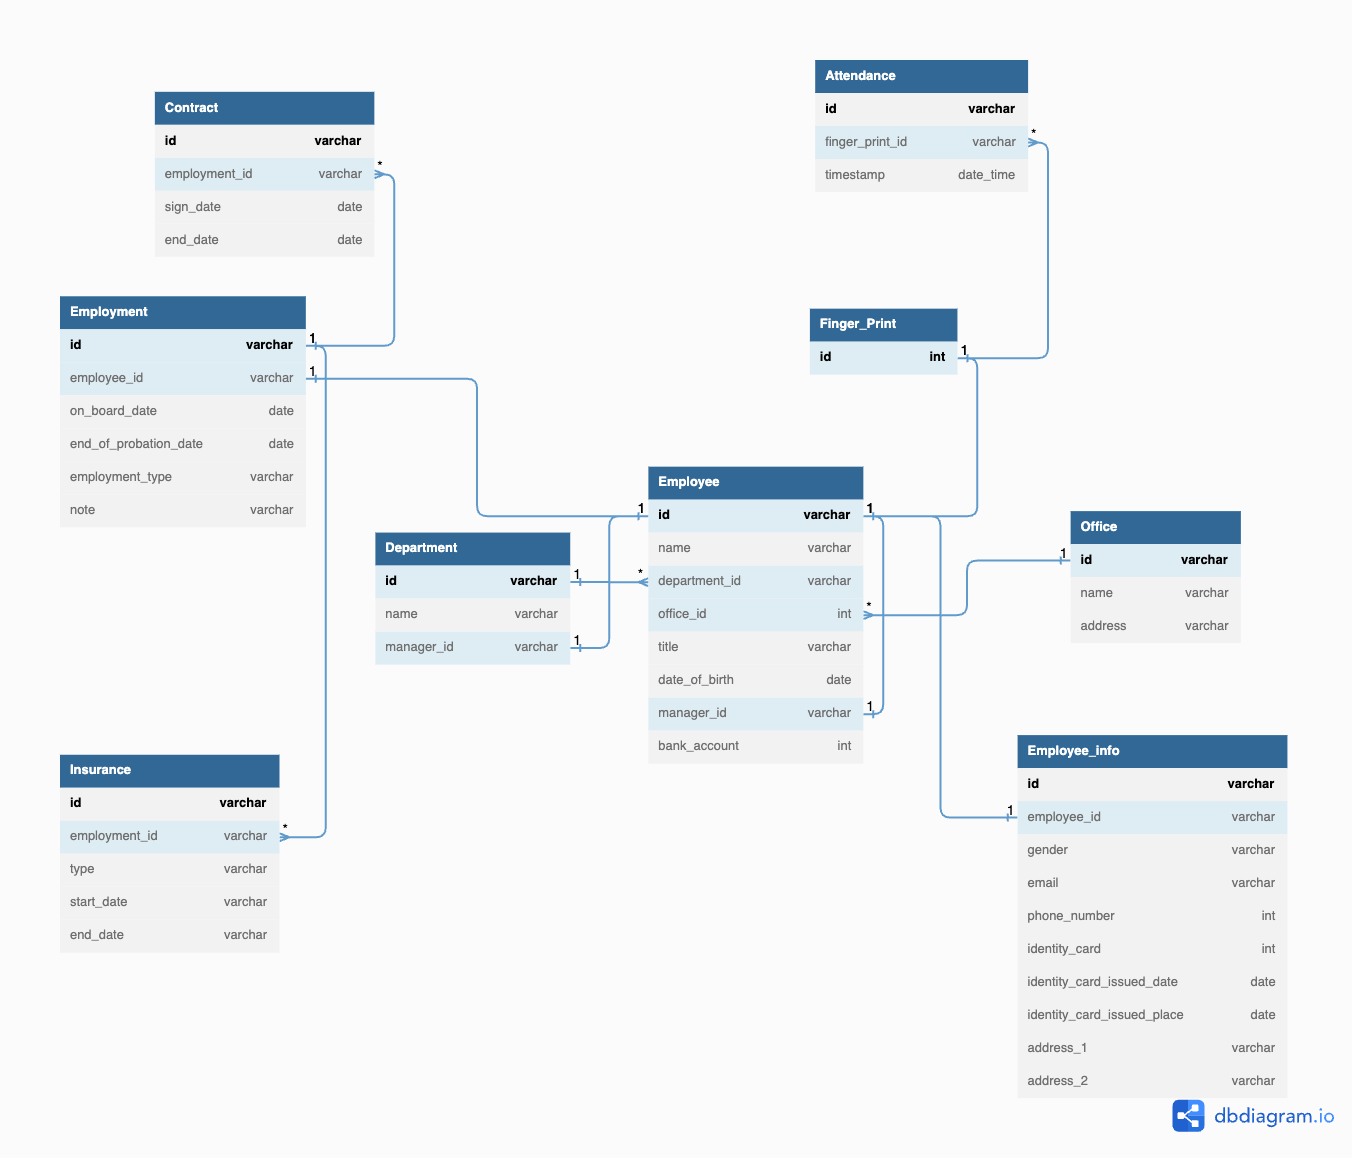 Contract
id varchar
* 
employment_id varchar
sign_date date
end_date date
Attendance
id varchar
*
finger_print_id varchar
timestamp date_time
Employment
id varchar 1
employee_id varchar 1
on_board_date date
end_of_probation_date date
employment_type varchar
note varchar
Finger_Print
id int 1
Employee
1 id varchar 1
name varchar
* department_id varchar
office_id int *
title varchar
date_of_birth date
manager_id varchar 1
bank_account int
Department
id varchar 1
name varchar
manager_id varchar 1
Office
1 id varchar
name varchar
address varchar
Insurance
id varchar
employment_id varchar *
type varchar
start_date varchar
end_date varchar
Employee_info
id varchar
1 employee_id varchar
gender varchar
email varchar
phone_number int
identity_card int
identity_card_issued_date date
identity_card_issued_place date
address_1 varchar
address_2 varchar
dbdiagram.io